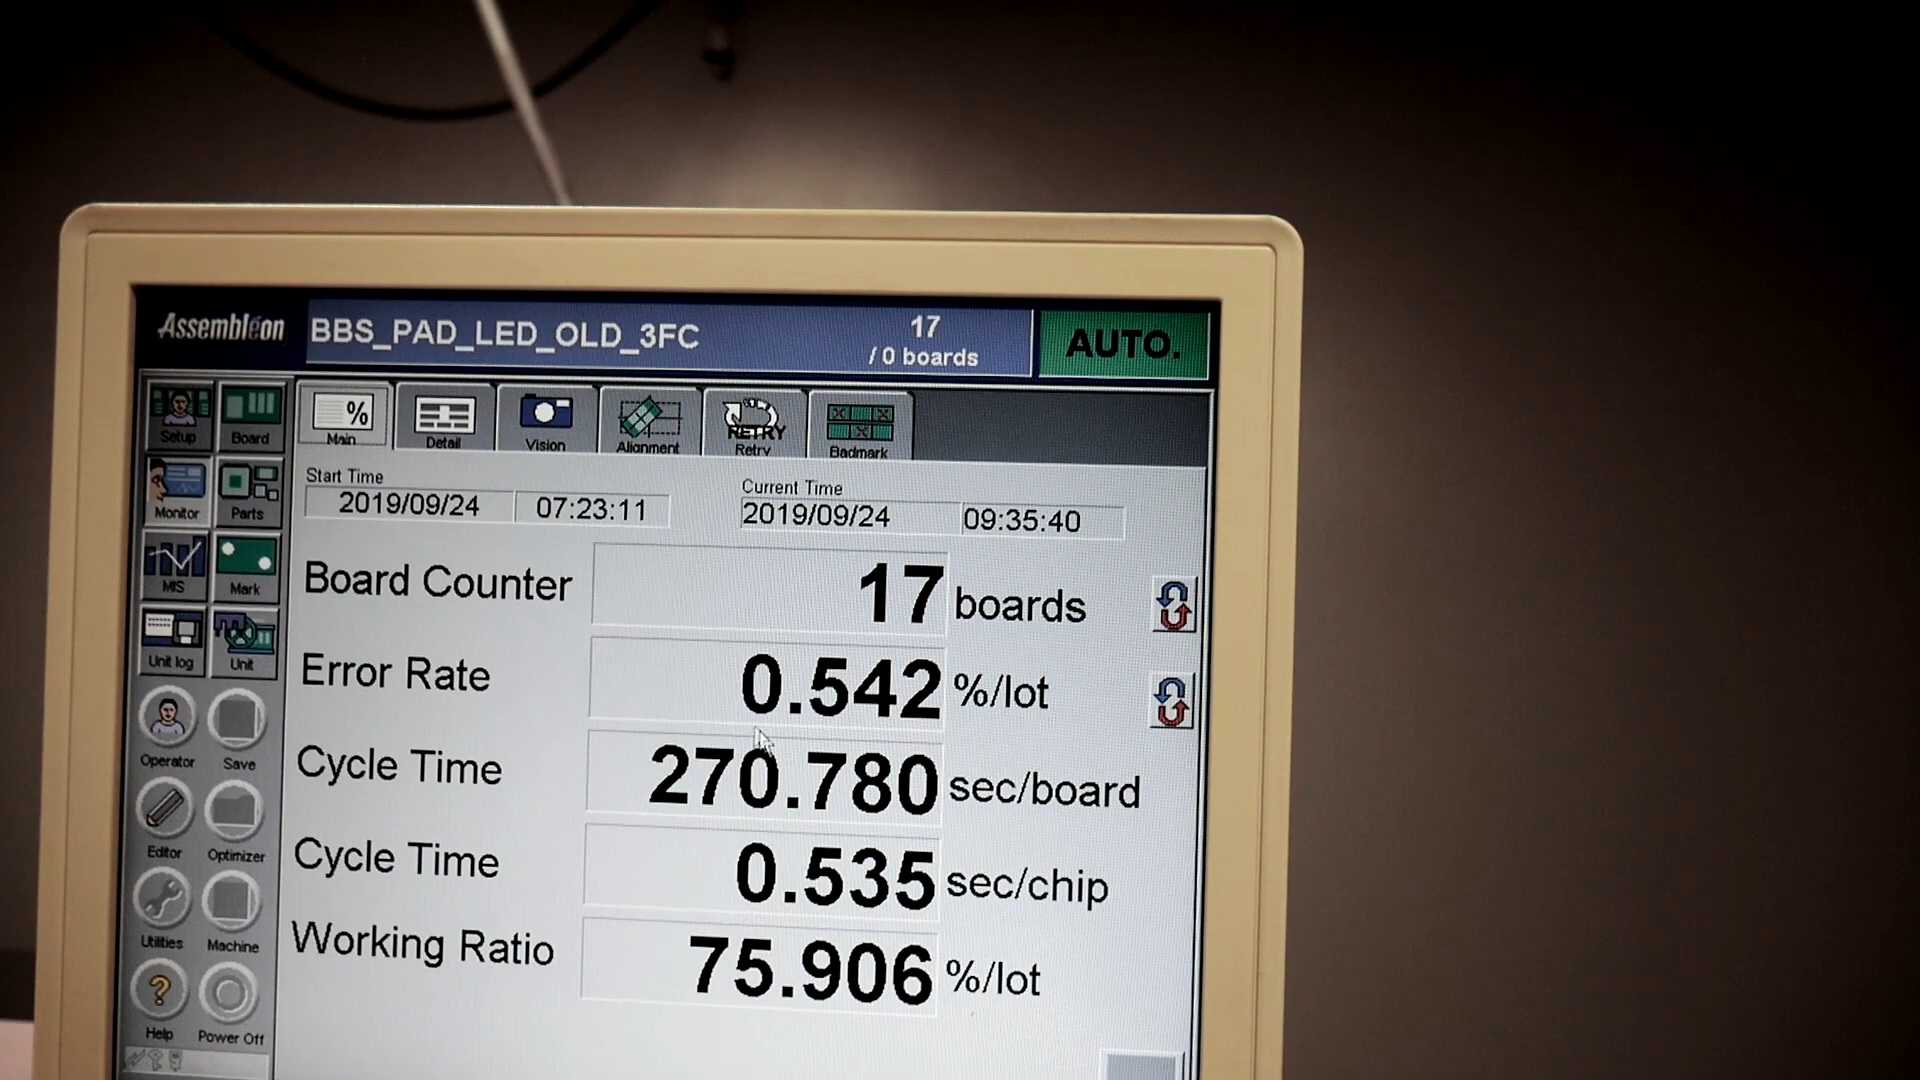 Assembléon
BBS_PAD_LED_OLD_3FC
17
/ 0 boards
AUTO.
Setup
Board
Monitor
Parts
MIS
Mark
Unit log
Unit
Operator
Save
Editor
Optimizer
Utilities
Machine
Help
Power Off
%
Main
Detail
Vision
Alignment
RETRY
Retry
Badmark
Start Time
2019/09/24 07:23:11
Current Time
2019/09/24 09:35:40
Board Counter 17 boards
Error Rate 0.542 %/lot
Cycle Time 270.780 sec/board
Cycle Time 0.535 sec/chip
Working Ratio 75.906 %/lot